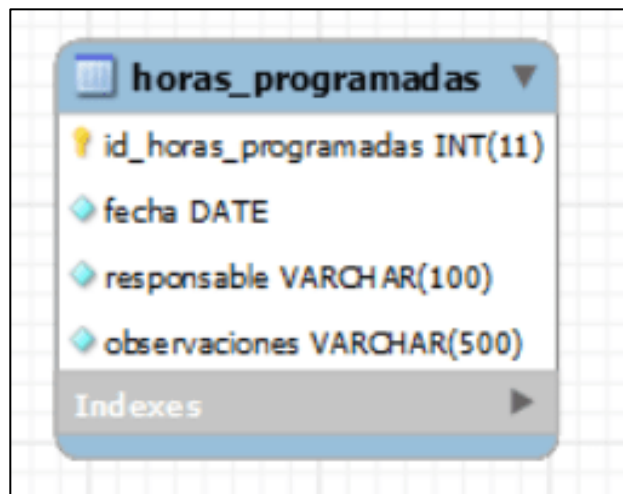 horas_programadas
id_horas_programadas INT(11)
fecha DATE
responsable VARCHAR(100)
observaciones VARCHAR(500)
Indexes